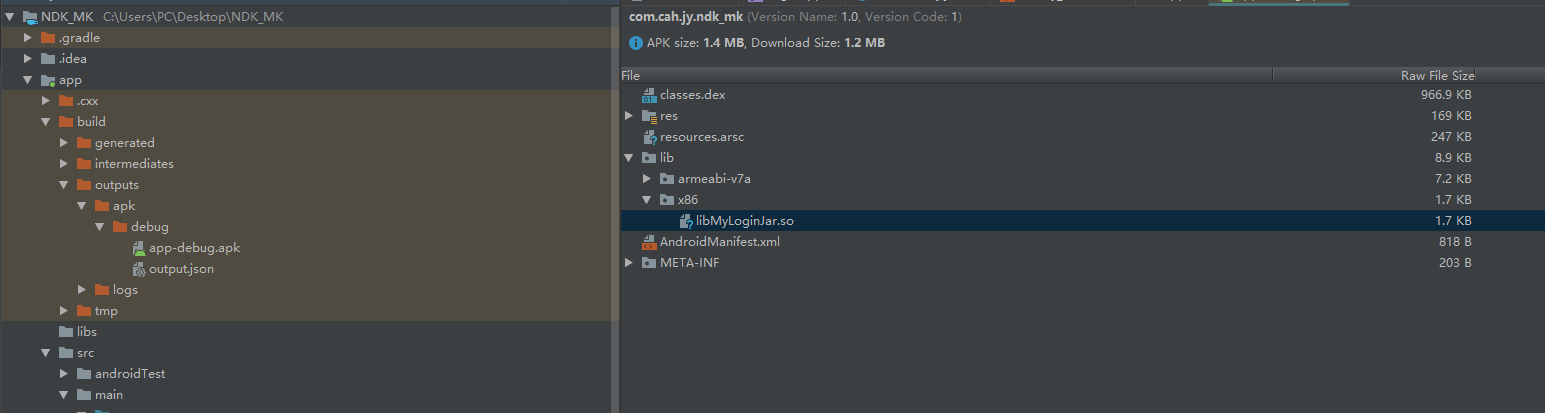 NDK_MK C:\Users\PC\Desktop\NDK_MK
.gradle
.idea
app
.cxx
build
generated
intermediates
outputs
apk
debug
app-debug.apk
output.json
logs
tmp
libs
src
androidTest
main
com.cah.jy.ndk_mk (Version Name: 1.0, Version Code: 1)
APK size: 1.4 MB, Download Size: 1.2 MB
File Raw File Size
classes.dex 966.9 KB
res 169 KB
resources.arsc 247 KB
lib 8.9 KB
armeabi-v7a 7.2 KB
x86 1.7 KB
libMyLoginJar.so 1.7 KB
AndroidManifest.xml 818 B
META-INF 203 B